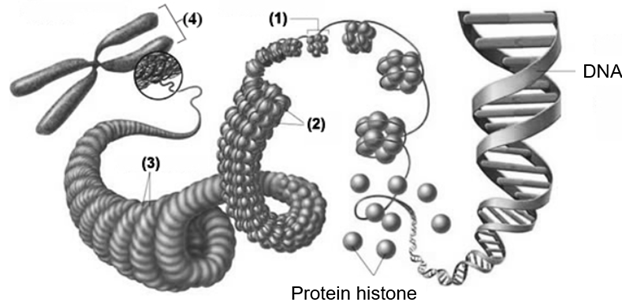 (4)
(1)
DNA
(2)
(3)
Protein histone